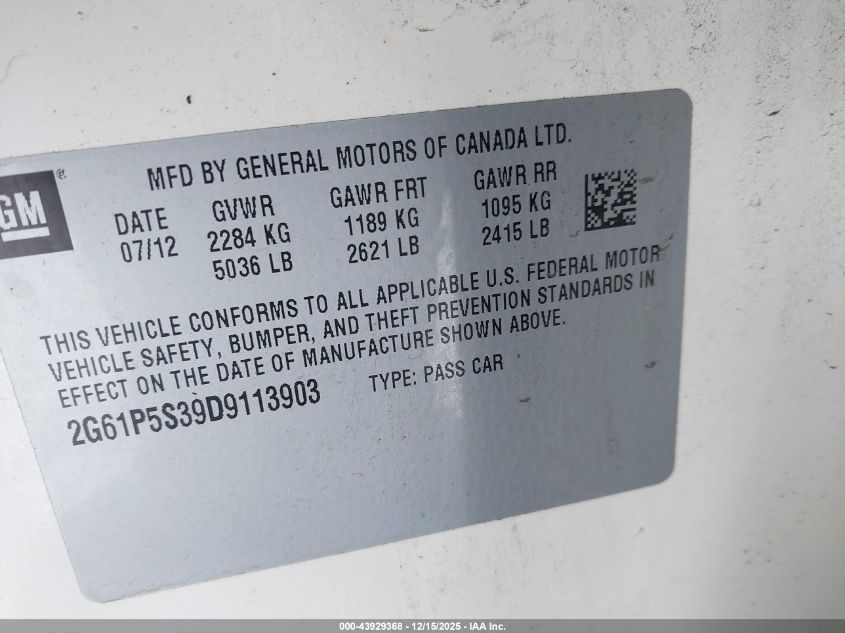 GM ®
MFD BY GENERAL MOTORS OF CANADA LTD.
DATE GVWR GAWR FRT GAWR RR
07/12 2284 KG 1189 KG 1095 KG
5036 LB 2621 LB 2415 LB
THIS VEHICLE CONFORMS TO ALL APPLICABLE U.S. FEDERAL MOTOR
VEHICLE SAFETY, BUMPER, AND THEFT PREVENTION STANDARDS IN
EFFECT ON THE DATE OF MANUFACTURE SHOWN ABOVE.
2G61P5S39D9113903 TYPE: PASS CAR
000-43929368 - 12/15/2025 - IAA Inc.